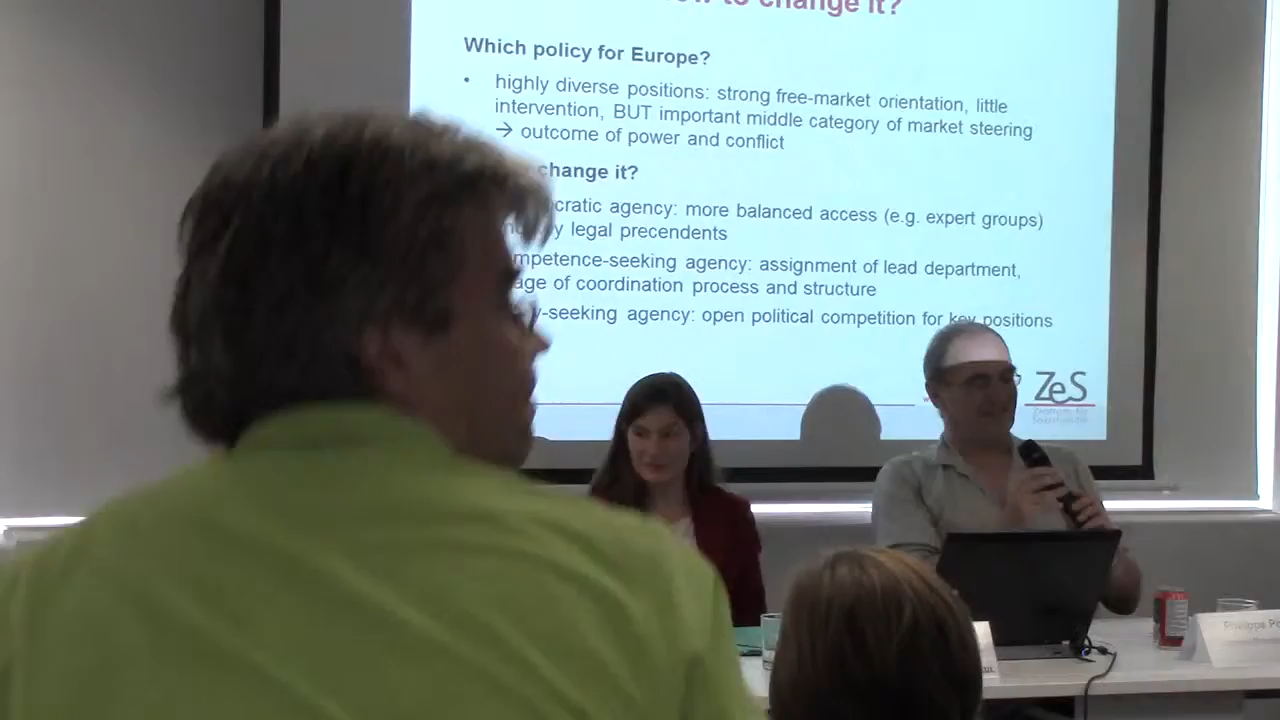 to change it?
Which policy for Europe?
• highly diverse positions: strong free-market orientation, little
intervention, BUT important middle category of market steering
→ outcome of power and conflict
change it?
cratic agency: more balanced access (e.g. expert groups)
legal precendents
mpetence-seeking agency: assignment of lead department,
age of coordination process and structure
y-seeking agency: open political competition for key positions
ZeS